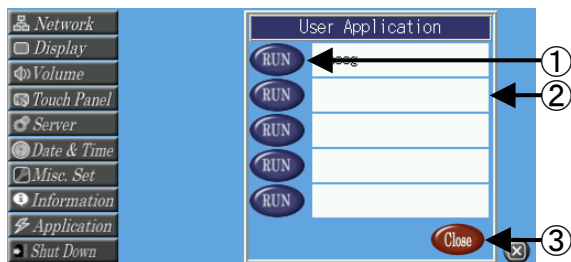 Network
Display
Volume
Touch Panel
Server
Date & Time
Misc. Set
Information
Application
Shut Down
User Application
RUN
①
RUN
②
RUN
RUN
RUN
Close
③